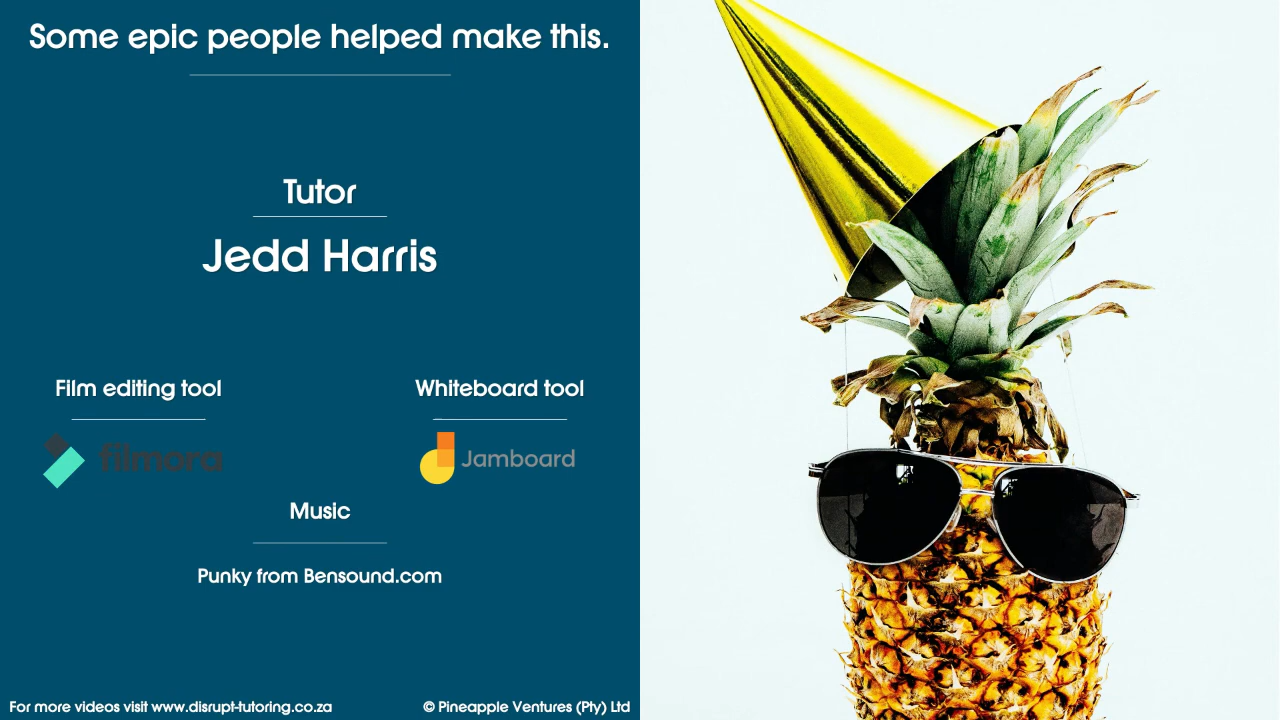 Some epic people helped make this.
Tutor
Jedd Harris
Film editing tool
Whiteboard tool
filmora
Jamboard
Music
Punky from Bensound.com
For more videos visit www.disrupt-tutoring.co.za
© Pineapple Ventures (Pty) Ltd